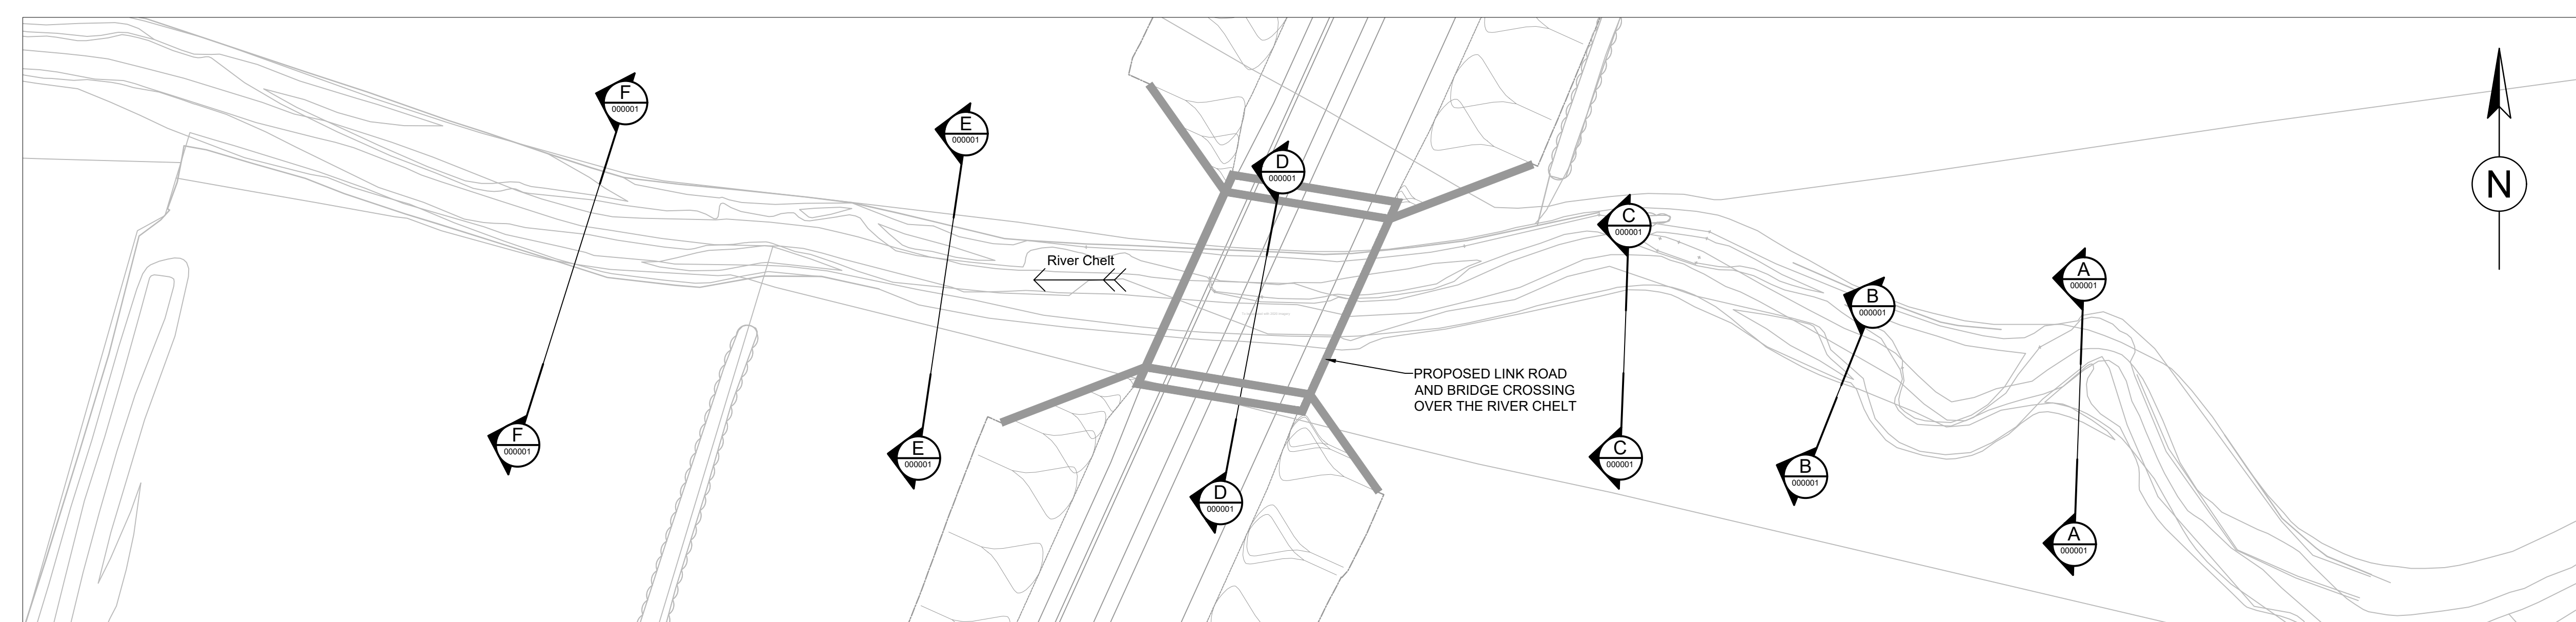 F
000001
E
000001
D
000001
C
000001
B
000001
A
000001
N
River Chelt
PROPOSED LINK ROAD
AND BRIDGE CROSSING
OVER THE RIVER CHELT
F
000001
E
000001
D
000001
C
000001
B
000001
A
000001